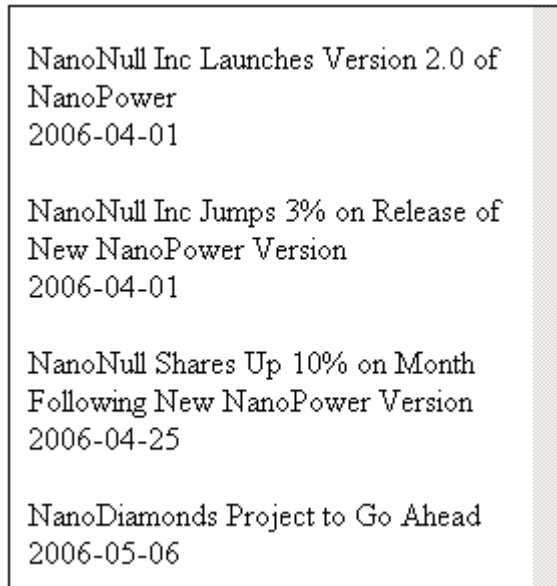 NanoNull Inc Launches Version 2.0 of
NanoPower
2006-04-01
NanoNull Inc Jumps 3% on Release of
New NanoPower Version
2006-04-01
NanoNull Shares Up 10% on Month
Following New NanoPower Version
2006-04-25
NanoDiamonds Project to Go Ahead
2006-05-06